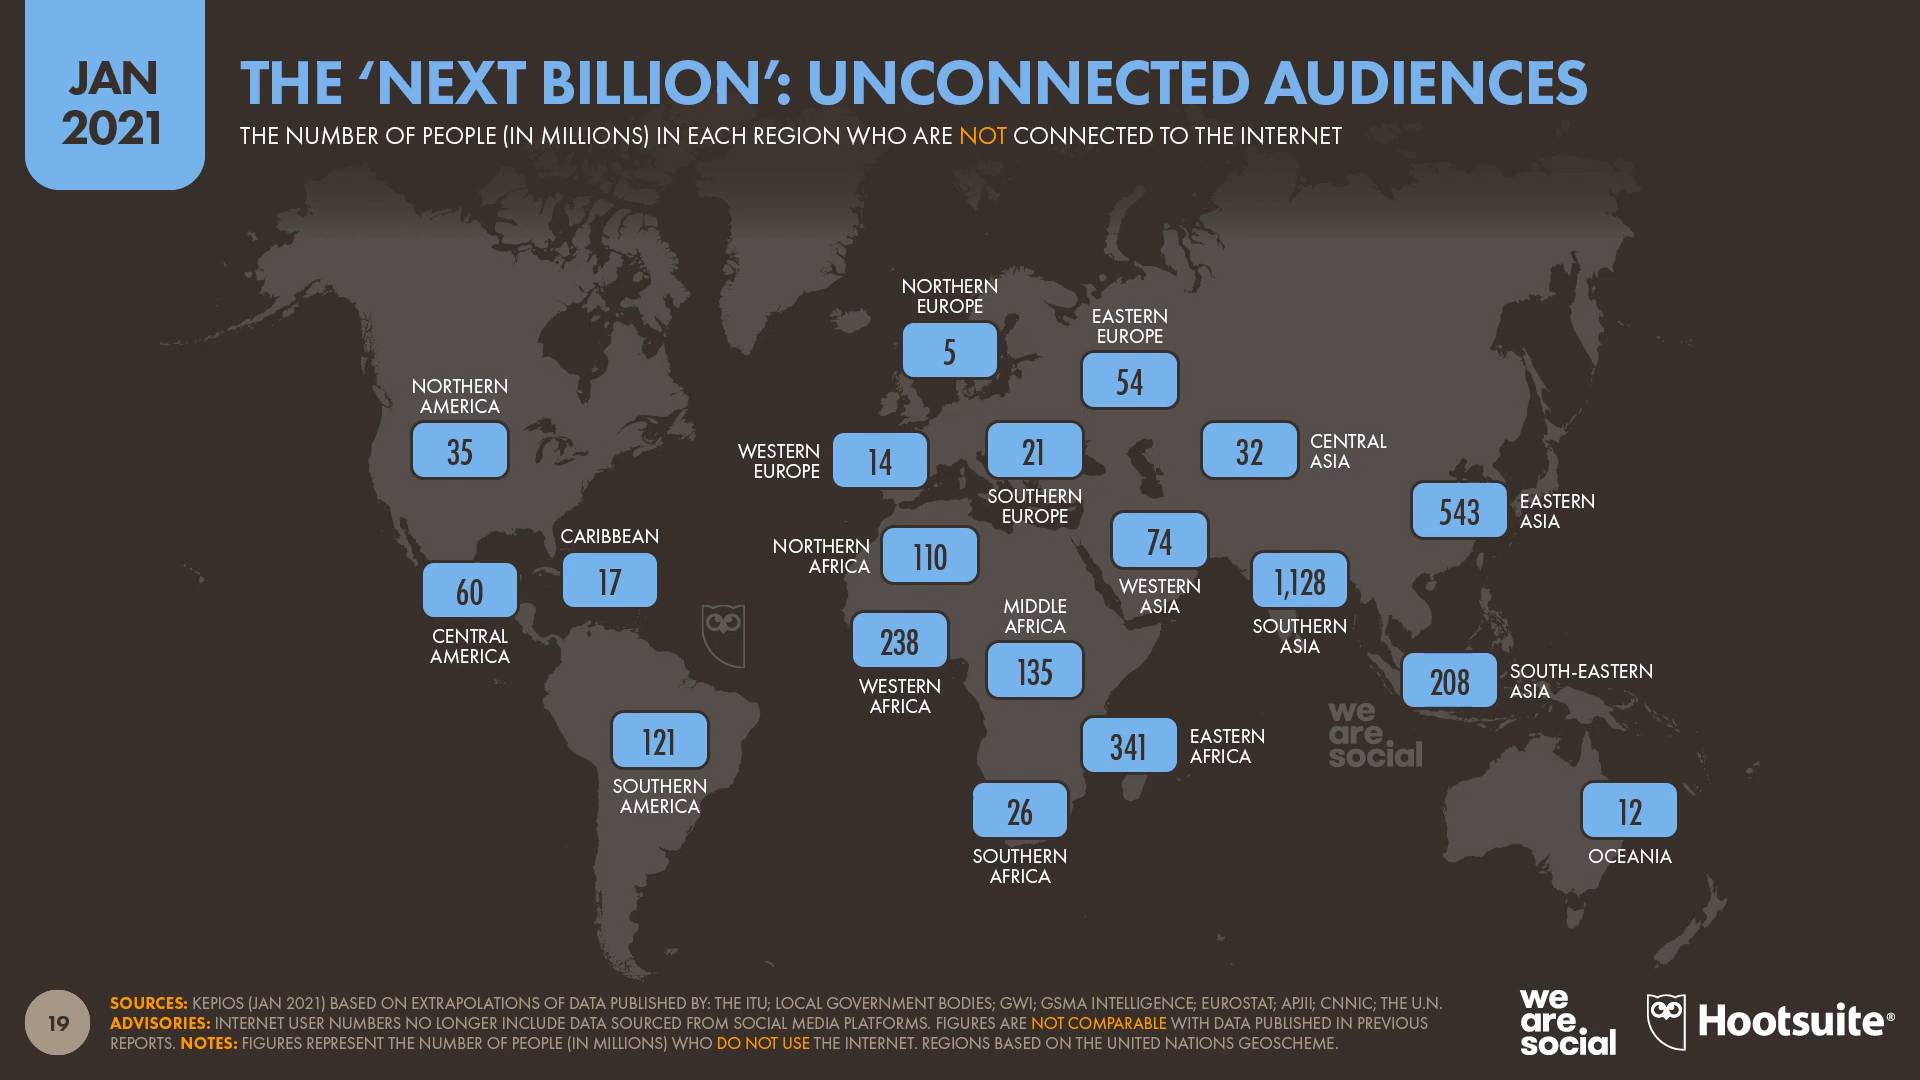 JAN
2021
THE ‘NEXT BILLION’: UNCONNECTED AUDIENCES
THE NUMBER OF PEOPLE (IN MILLIONS) IN EACH REGION WHO ARE NOT CONNECTED TO THE INTERNET
NORTHERN
EUROPE
5
EASTERN
EUROPE
54
NORTHERN
AMERICA
35
WESTERN
EUROPE
14
21
SOUTHERN
EUROPE
32
CENTRAL
ASIA
543
EASTERN
ASIA
CARIBBEAN
17
60
CENTRAL
AMERICA
NORTHERN
AFRICA
110
74
WESTERN
ASIA
1,128
SOUTHERN
ASIA
238
WESTERN
AFRICA
MIDDLE
AFRICA
135
208
SOUTH-EASTERN
ASIA
121
SOUTHERN
AMERICA
341
EASTERN
AFRICA
we
are
social
26
SOUTHERN
AFRICA
12
OCEANIA
19
SOURCES: KEPIOS (JAN 2021) BASED ON EXTRAPOLATIONS OF DATA PUBLISHED BY: THE ITU; LOCAL GOVERNMENT BODIES; GWI; GSMA INTELLIGENCE; EUROSTAT; APJII; CNNIC; THE U.N.
ADVISORIES: INTERNET USER NUMBERS NO LONGER INCLUDE DATA SOURCED FROM SOCIAL MEDIA PLATFORMS. FIGURES ARE NOT COMPARABLE WITH DATA PUBLISHED IN PREVIOUS
REPORTS. NOTES: FIGURES REPRESENT THE NUMBER OF PEOPLE (IN MILLIONS) WHO DO NOT USE THE INTERNET. REGIONS BASED ON THE UNITED NATIONS GEOSCHEME.
we
are
social
Hootsuite®